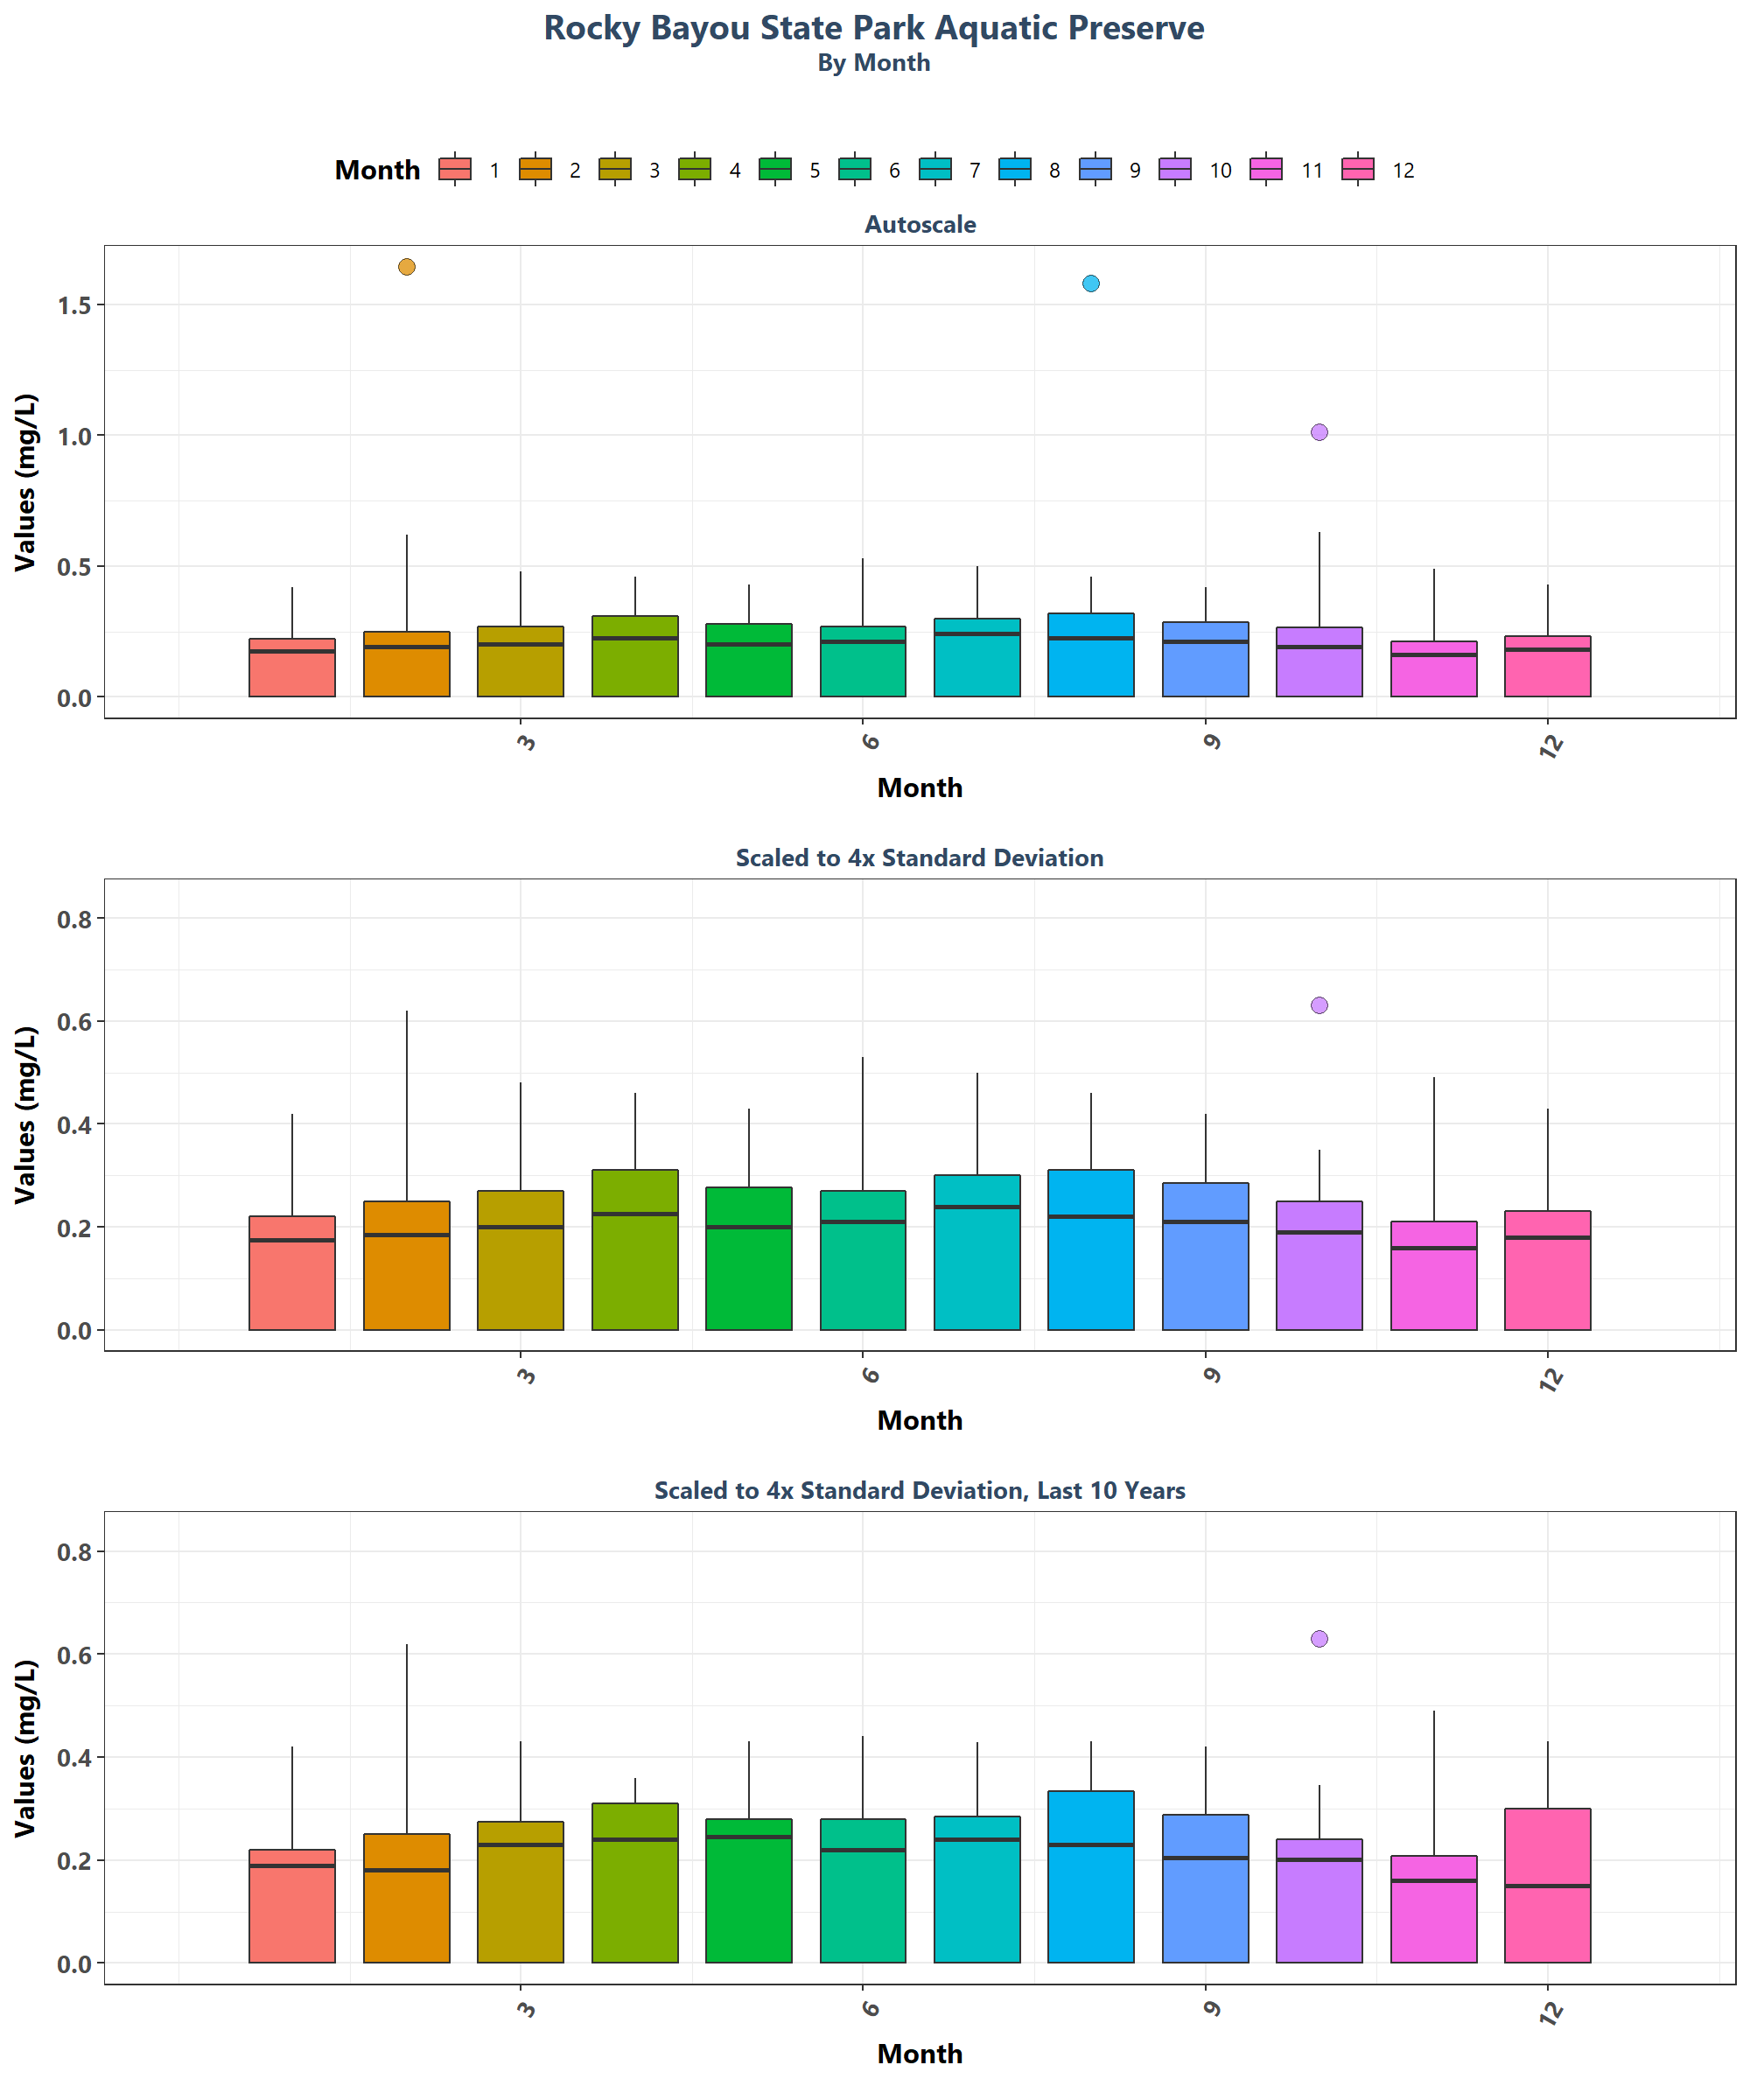 Rocky Bayou State Park Aquatic Preserve
By Month
Month 1 2 3 4 5 6 7 8 9 10 11 12
Autoscale
Values (mg/L)
1.5
1.0
0.5
0.0
3 6 9 12
Month
Scaled to 4x Standard Deviation
Values (mg/L)
0.8
0.6
0.4
0.2
0.0
3 6 9 12
Month
Scaled to 4x Standard Deviation, Last 10 Years
Values (mg/L)
0.8
0.6
0.4
0.2
0.0
3 6 9 12
Month